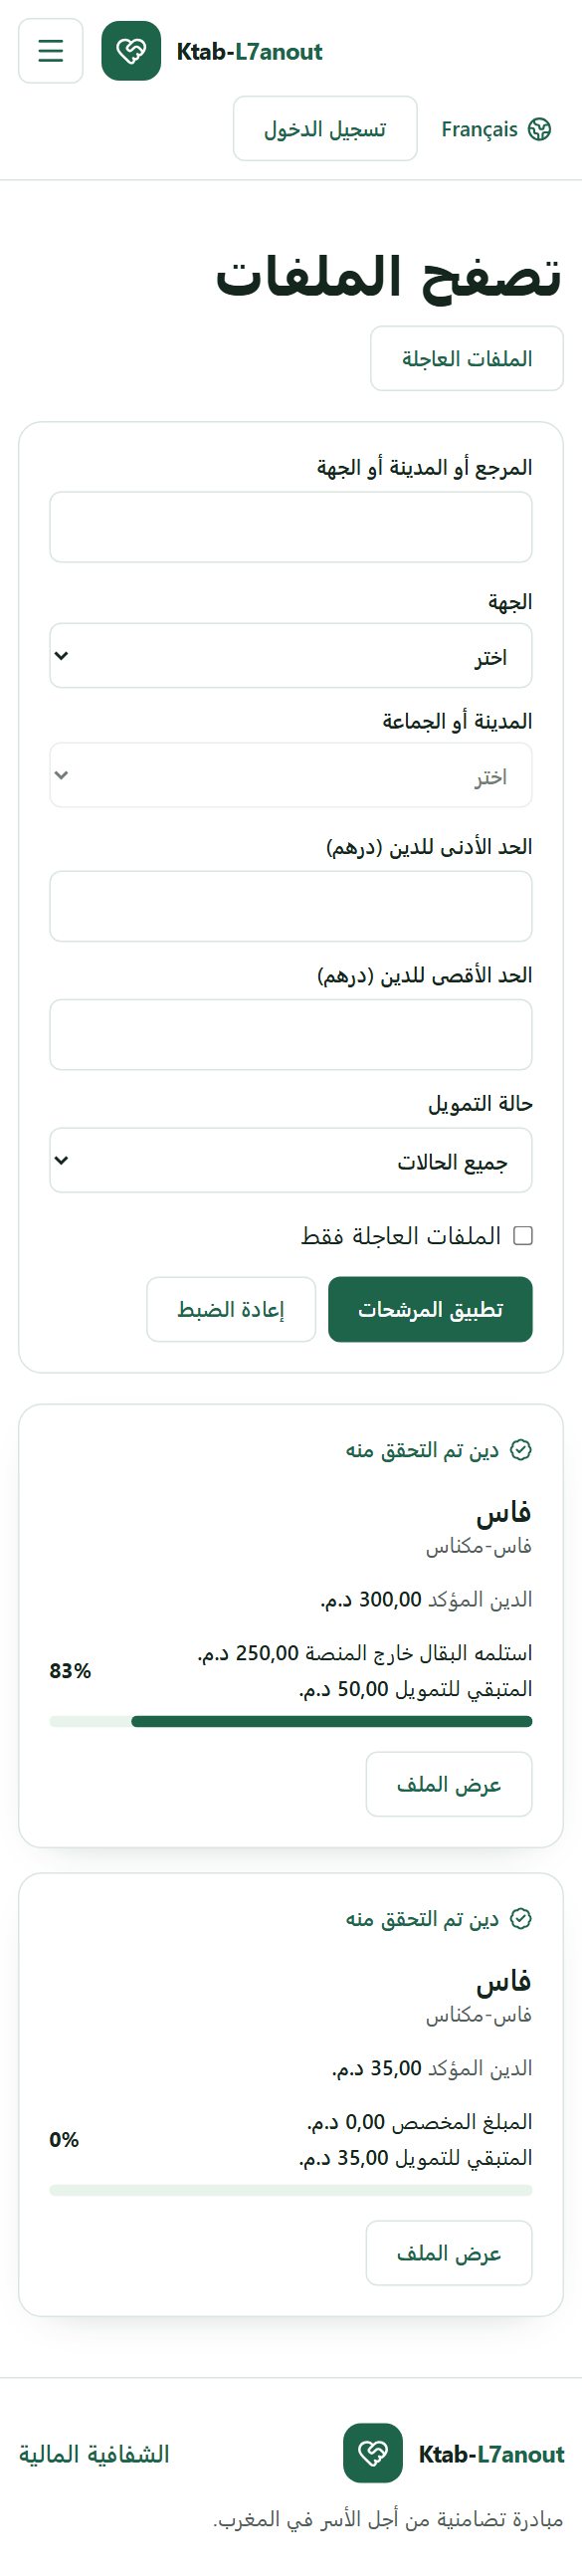 Ktab-L7anout
Français
تسجيل الدخول
تصفح الملفات
الملفات العاجلة
المرجع أو المدينة أو الجهة
الجهة
اختر
المدينة أو الجماعة
اختر
الحد الأدنى للدين (درهم)
الحد الأقصى للدين (درهم)
حالة التمويل
جميع الحالات
الملفات العاجلة فقط
تطبيق المرشحات
إعادة الضبط
دين تم التحقق منه
فاس
فاس-مكناس
الدين المؤكد 300,00 د.م.
استلمه البقال خارج المنصة 250,00 د.م.
المتبقي للتمويل 50,00 د.م.
83%
عرض الملف
دين تم التحقق منه
فاس
فاس-مكناس
الدين المؤكد 35,00 د.م.
المبلغ المخصص 0,00 د.م.
المتبقي للتمويل 35,00 د.م.
0%
عرض الملف
Ktab-L7anout
الشفافية المالية
مبادرة تضامنية من أجل الأسر في المغرب.